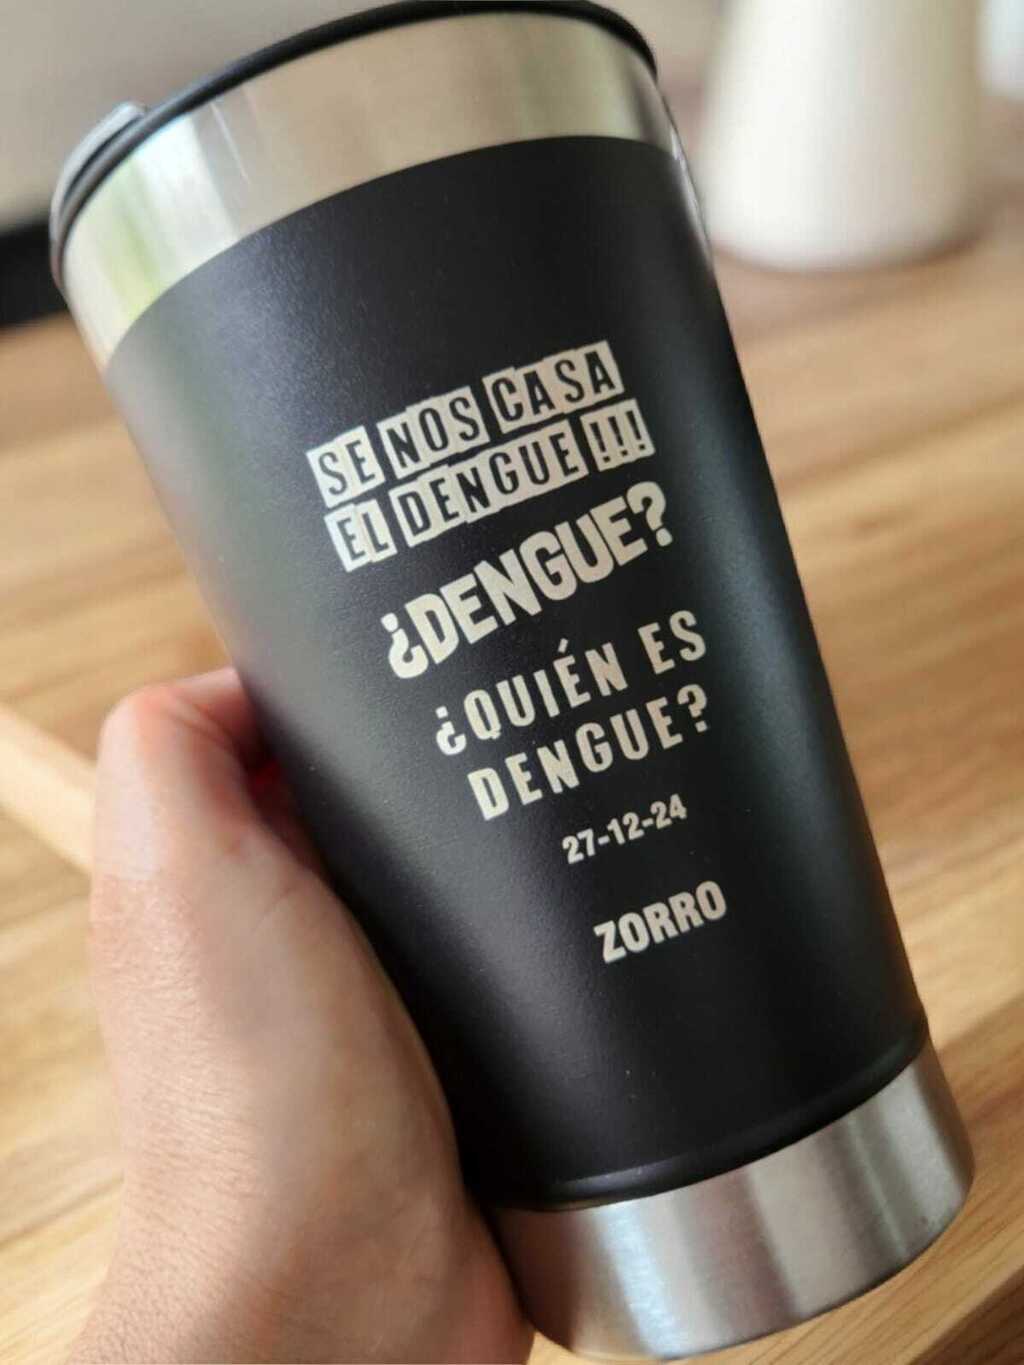 SE NOS CASA
EL DENGUE !!!
¿DENGUE?
¿QUIÉN ES
DENGUE?
27-12-24
ZORRO